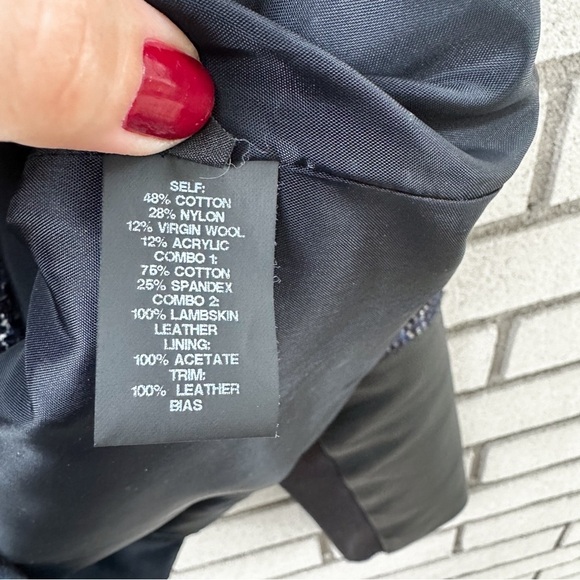 SELF:
48% COTTON
28% NYLON
12% VIRGIN WOOL
12% ACRYLIC
COMBO 1:
75% COTTON
25% SPANDEX
COMBO 2:
100% LAMBSKIN
LEATHER
LINING:
100% ACETATE
TRIM:
100% LEATHER
BIAS